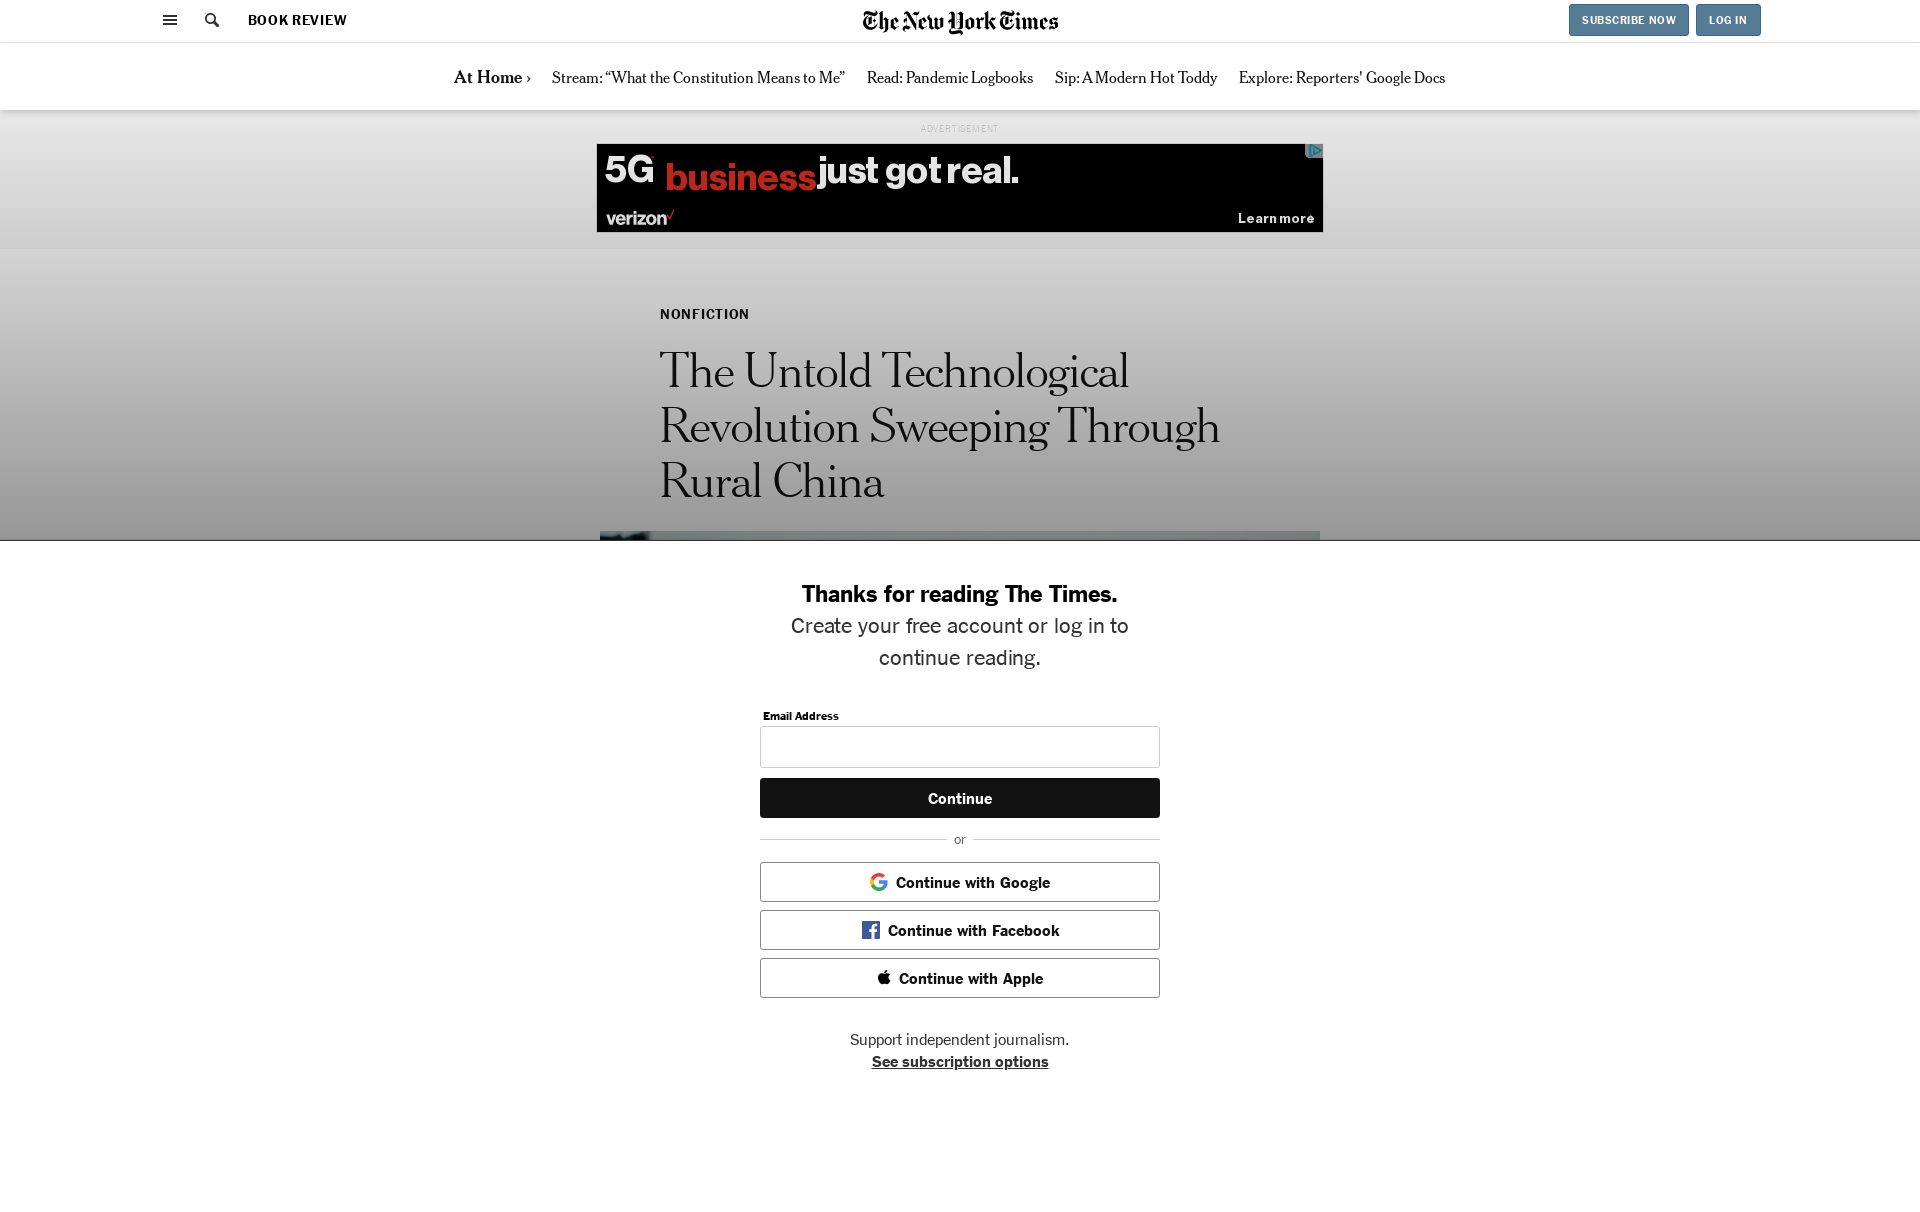 BOOK REVIEW
The New York Times
SUBSCRIBE NOW
LOG IN
At Home › Stream: “What the Constitution Means to Me” Read: Pandemic Logbooks Sip: A Modern Hot Toddy Explore: Reporters' Google Docs
ADVERTISEMENT
5G business just got real.
verizon
Learn more
NONFICTION
The Untold Technological
Revolution Sweeping Through
Rural China
Thanks for reading The Times.
Create your free account or log in to
continue reading.
Email Address
Continue
or
Continue with Google
Continue with Facebook
Continue with Apple
Support independent journalism.
See subscription options